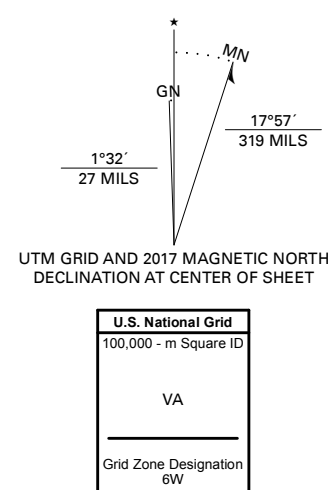 ★
MN
GN
17°57´
319 MILS
1°32´
27 MILS
UTM GRID AND 2017 MAGNETIC NORTH
DECLINATION AT CENTER OF SHEET
U.S. National Grid
100,000 - m Square ID
VA
Grid Zone Designation
6W